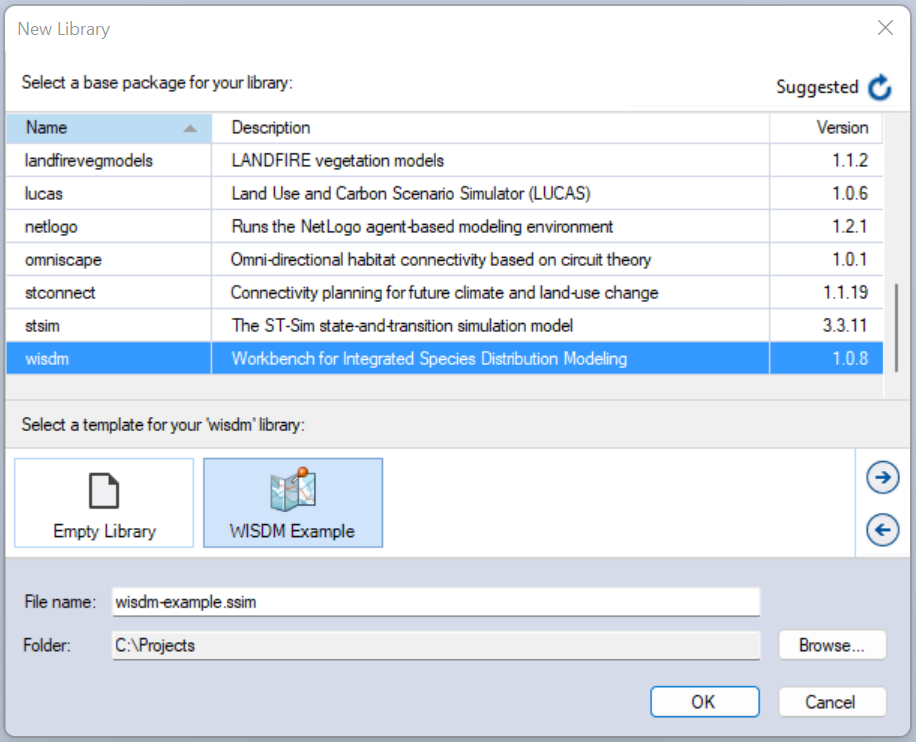 New Library
Select a base package for your library:
Suggested
Name Description Version
landfirevegmodels LANDFIRE vegetation models 1.1.2
lucas Land Use and Carbon Scenario Simulator (LUCAS) 1.0.6
netlogo Runs the NetLogo agent-based modeling environment 1.2.1
omniscape Omni-directional habitat connectivity based on circuit theory 1.0.1
stconnect Connectivity planning for future climate and land-use change 1.1.19
stsim The ST-Sim state-and-transition simulation model 3.3.11
wisdm Workbench for Integrated Species Distribution Modeling 1.0.8
Select a template for your 'wisdm' library:
Empty Library WISDM Example
File name: wisdm-example.ssim
Folder: C:\Projects Browse...
OK Cancel